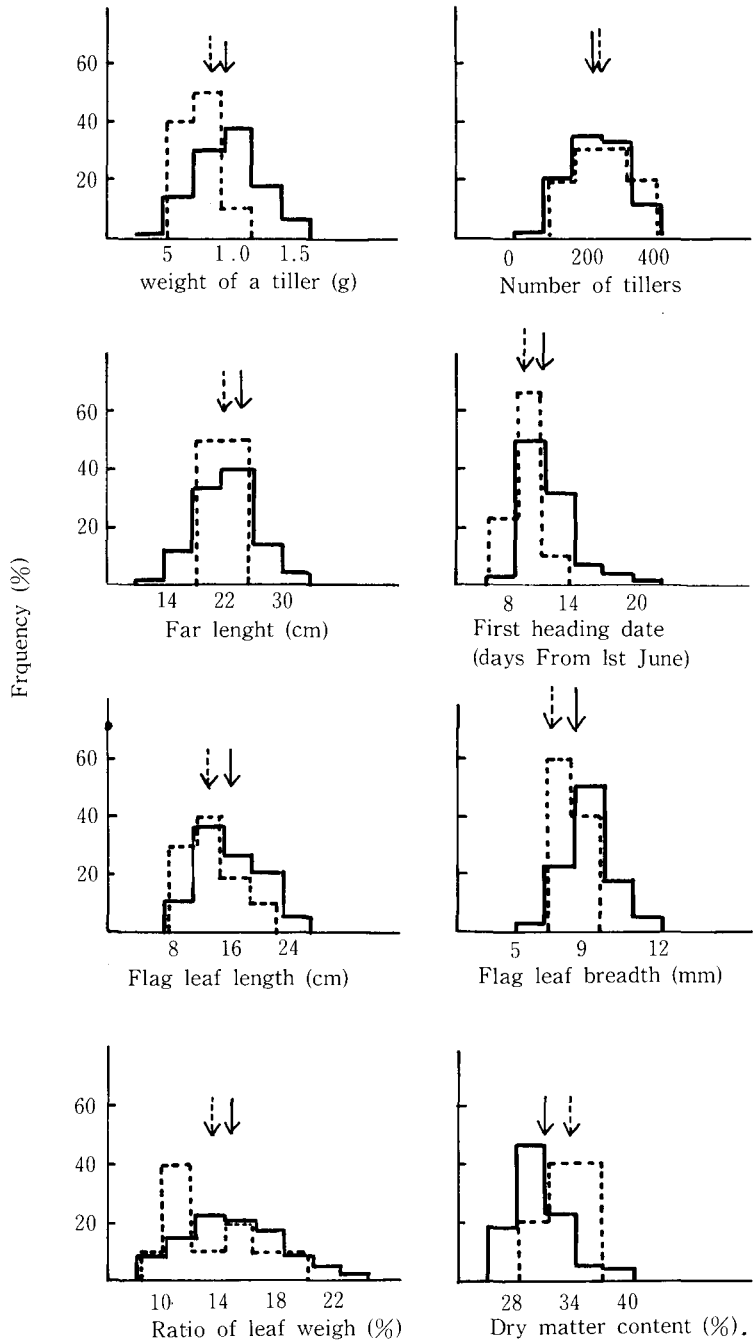 Frquency (%)
60
40
20
5 1.0 1.5
weight of a tiller (g)
0 200 400
Number of tillers
60
40
20
14 22 30
Far lenght (cm)
8 14 20
First heading date
(days From 1st June)
60
40
20
8 16 24
Flag leaf length (cm)
5 9 12
Flag leaf breadth (mm)
60
40
20
10 14 18 22
Ratio of leaf weigh (%)
28 34 40
Dry matter content (%).